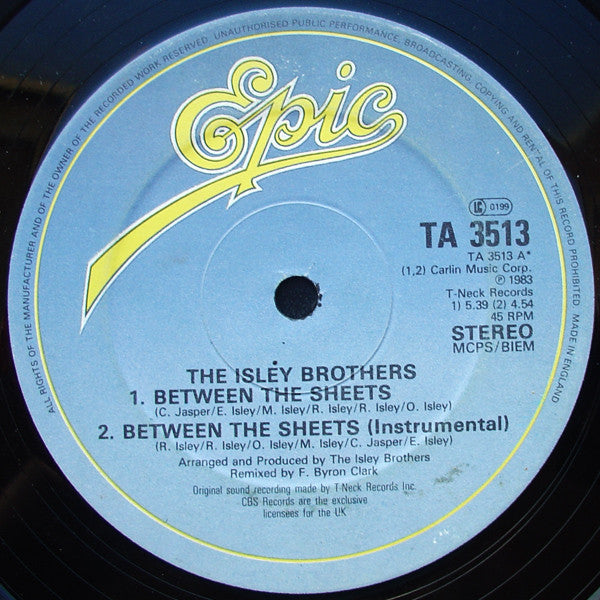 ALL RIGHTS OF THE MANUFACTURER AND OF THE OWNER OF THE RECORDED WORK RESERVED. UNAUTHORISED PUBLIC PERFORMANCE, BROADCASTING, COPYING AND RENTAL OF THIS RECORD PROHIBITED. MADE IN ENGLAND
Epic
LC 0199
TA 3513
TA 3513 A*
(1,2) Carlin Music Corp.
℗ 1983
T-Neck Records
1) 5.39 (2) 4.54
45 RPM
STEREO
MCPS/BIEM
THE ISLEY BROTHERS
1. BETWEEN THE SHEETS
(C. Jasper/E. Isley/M. Isley/R. Isley/R. Isley/O. Isley)
2. BETWEEN THE SHEETS (Instrumental)
(R. Isley/R. Isley/O. Isley/M. Isley/C. Jasper/E. Isley)
Arranged and Produced by The Isley Brothers
Remixed by F. Byron Clark
Original sound recording made by T-Neck Records Inc.
CBS Records are the exclusive
licensees for the UK